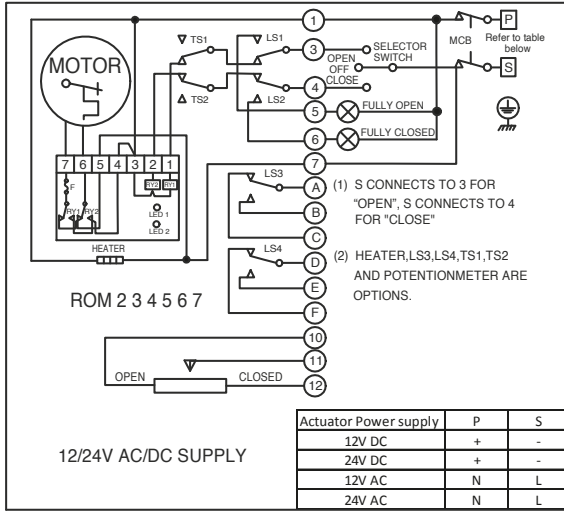 1
MCB
P
Refer to table
below
TS1
LS1
3
SELECTOR
SWITCH
OPEN
OFF
CLOSE
S
MOTOR
TS2
LS2
4
5
FULLY OPEN
6
FULLY CLOSED
7
7 6 5 4 3 2 1
F
RY1
RY2
RY2
RY1
LED 1
LED 2
HEATER
LS3
A
B
C
(1) S CONNECTS TO 3 FOR
"OPEN", S CONNECTS TO 4
FOR "CLOSE"
LS4
D
E
F
(2) HEATER,LS3,LS4,TS1,TS2
AND POTENTIONMETER ARE
OPTIONS.
ROM 2 3 4 5 6 7
10
11
12
OPEN
CLOSED
12/24V AC/DC SUPPLY
Actuator Power supply P S
12V DC + -
24V DC + -
12V AC N L
24V AC N L